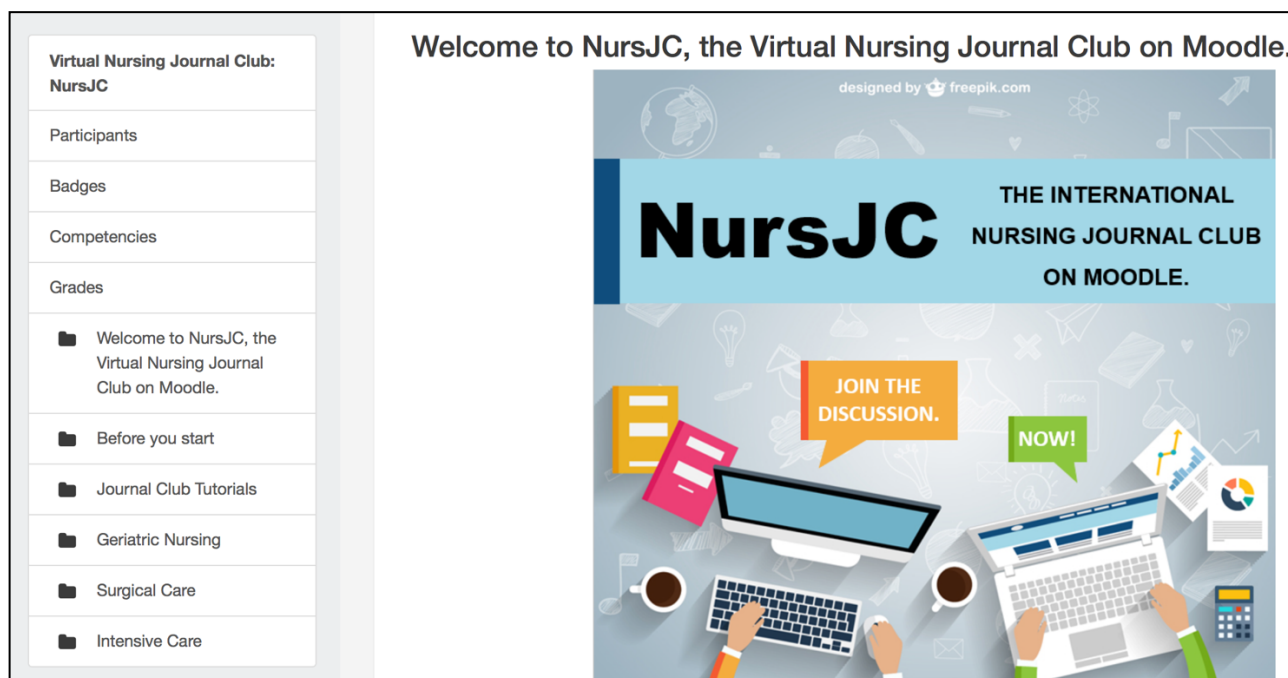 Virtual Nursing Journal Club:
NursJC
Participants
Badges
Competencies
Grades
Welcome to NursJC, the
Virtual Nursing Journal
Club on Moodle.
Before you start
Journal Club Tutorials
Geriatric Nursing
Surgical Care
Intensive Care
Welcome to NursJC, the Virtual Nursing Journal Club on Moodle.
designed by freepik.com
NursJC
THE INTERNATIONAL
NURSING JOURNAL CLUB
ON MOODLE.
JOIN THE
DISCUSSION.
NOW!